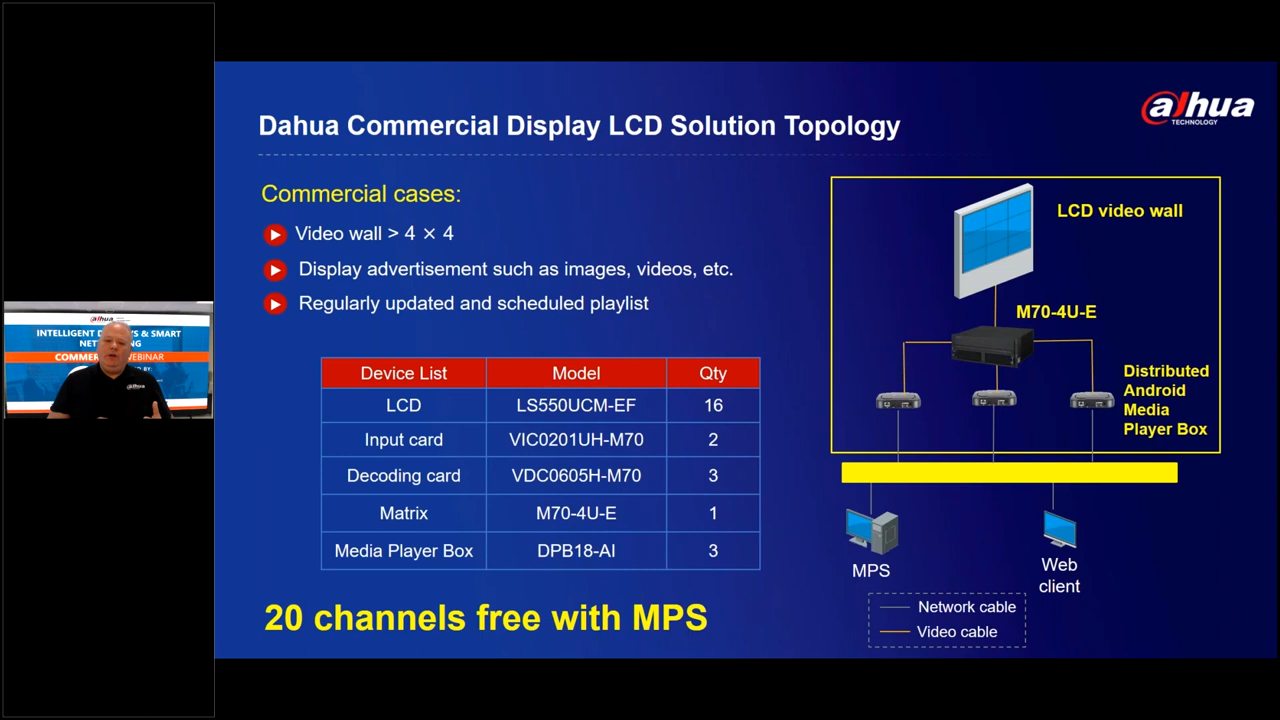 alhua
TECHNOLOGY
Dahua Commercial Display LCD Solution Topology
Commercial cases:
Video wall > 4 × 4
Display advertisement such as images, videos, etc.
Regularly updated and scheduled playlist
Device List Model Qty
LCD LS550UCM-EF 16
Input card VIC0201UH-M70 2
Decoding card VDC0605H-M70 3
Matrix M70-4U-E 1
Media Player Box DPB18-AI 3
20 channels free with MPS
LCD video wall
M70-4U-E
Distributed
Android
Media
Player Box
MPS
Web
client
Network cable
Video cable
alhua
INTELLIGENT & SMART
NET
COMMER WEBINAR
BY:
alhua